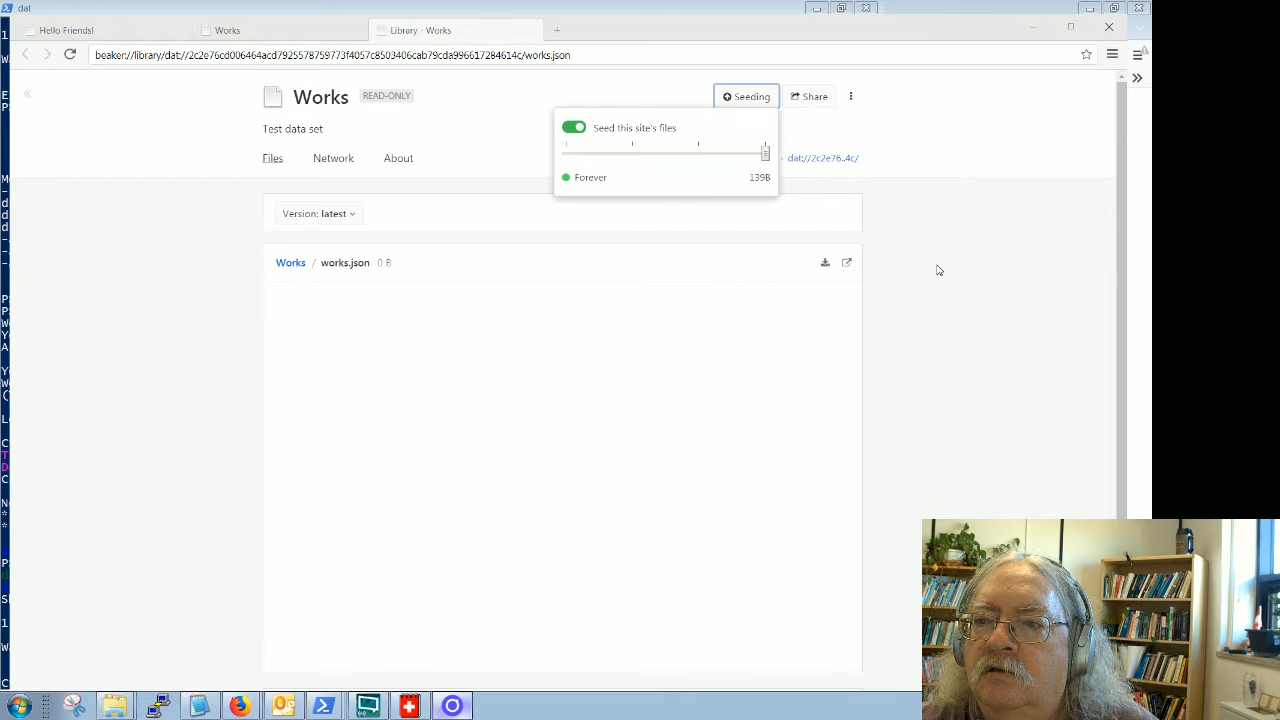 dat
Hello Friends!
Works
Library - Works
beaker://library/dat://2c2e76cd006464acd7925578759773f4057c8503406cab79cda996617284614c/works.json
Works
READ-ONLY
Seeding
Share
Test data set
Seed this site's files
Files
Network
About
dat://2c2e76..4c/
Forever
139B
Version: latest
Works / works.json 0 B